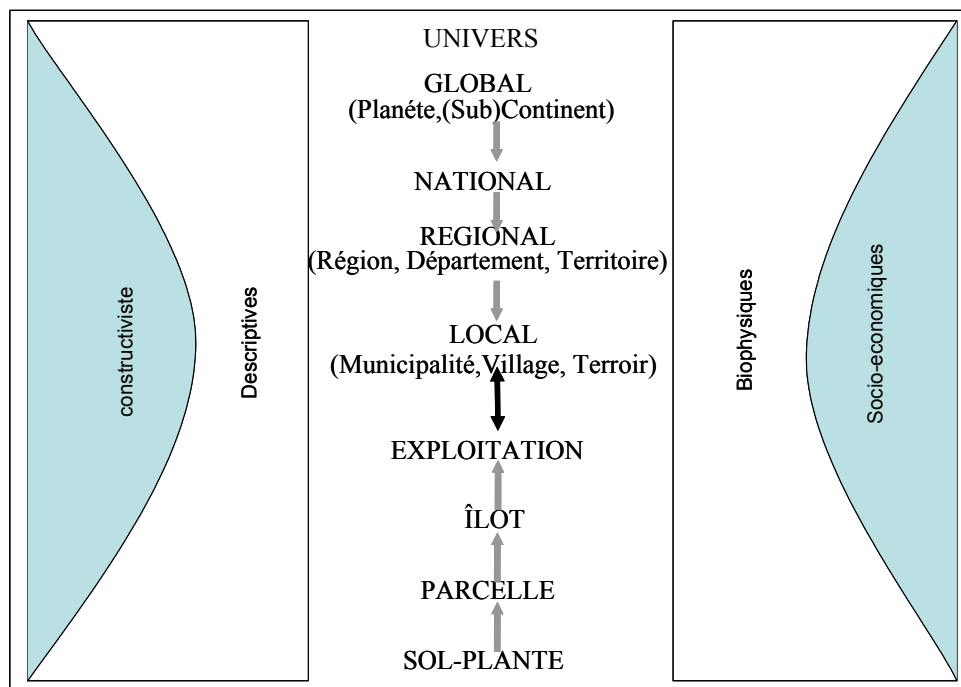 UNIVERS
GLOBAL
(Planéte,(Sub)Continent)
NATIONAL
REGIONAL
(Région, Département, Territoire)
LOCAL
(Municipalité,Village, Terroir)
EXPLOITATION
ÎLOT
PARCELLE
SOL-PLANTE
constructiviste
Descriptives
Biophysiques
Socio-economiques